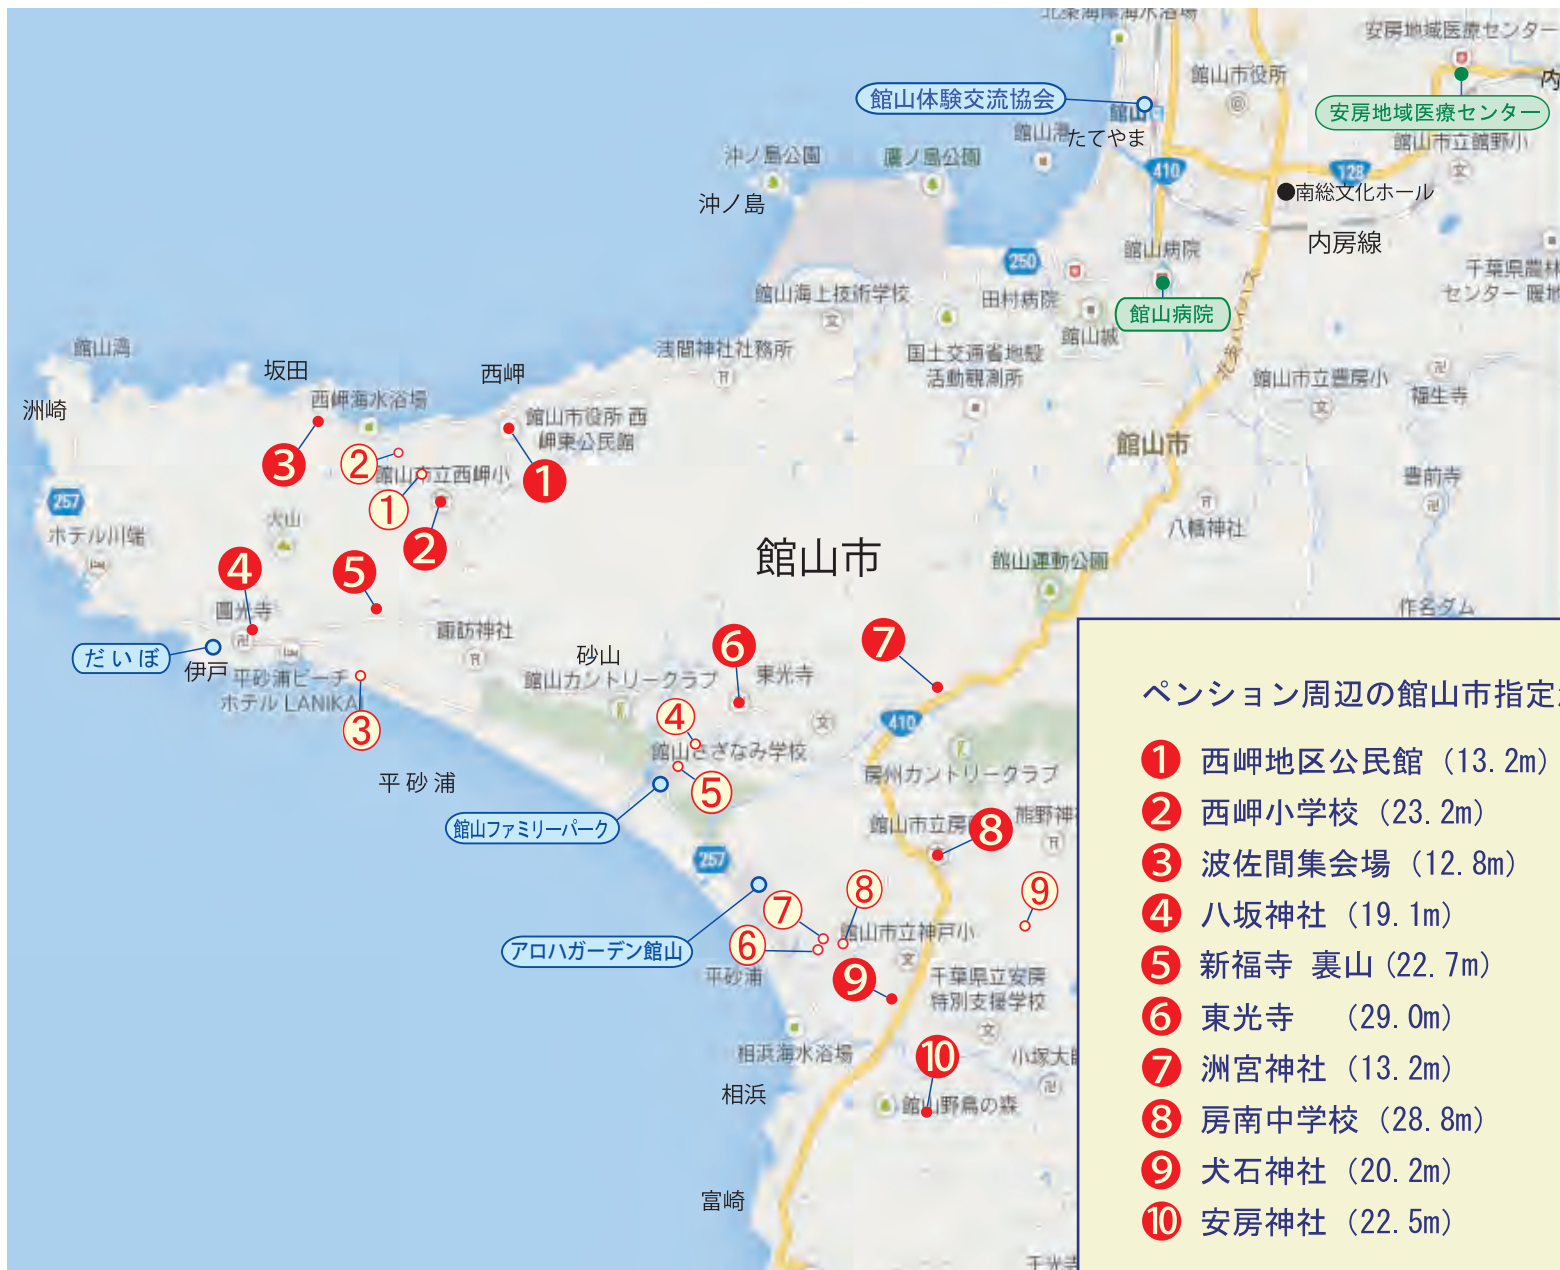 北条海岸海水浴場
安房地域医療センター
館山市役所
内
館山体験交流協会
安房地域医療センター
館山
館山港
たてやま
館山市立館野小
沖ノ島公園
鷹ノ島公園
410
128
沖ノ島
南総文化ホール
内房線
館山病院
250
千葉県農林
センター 暖地
館山海上技術学校
田村病院
館山病院
館山城
館山湾
浅間神社社務所
国土交通省地殻
活動観測所
坂田
西岬
館山市立豊房小
福生寺
洲崎
西岬海水浴場
館山市役所 西
岬東公民館
館山市
3
2
館山市立西岬小
1
豊前寺
257
1
八幡神社
ホテル川端
犬山
2
館山市
館山運動公園
4
5
作名ダム
圓光寺
諏訪神社
6
7
だいぼ
伊戸
砂山
平砂浦ビーチ
ホテル LANIKAI
館山カントリークラブ
東光寺
3
4
410
館山さざなみ学校
平砂浦
5
房州カントリークラブ
館山ファミリーパーク
館山市立房
8
熊野神社
257
7
8
9
アロハガーデン館山
6
館山市立神戸小
平砂浦
9
千葉県立安房
特別支援学校
相浜海水浴場
10
小塚大師
相浜
館山野鳥の森
富崎
千光寺
ペンション周辺の館山市指定
1 西岬地区公民館 (13.2m)
2 西岬小学校 (23.2m)
3 波佐間集会場 (12.8m)
4 八坂神社 (19.1m)
5 新福寺 裏山 (22.7m)
6 東光寺 (29.0m)
7 洲宮神社 (13.2m)
8 房南中学校 (28.8m)
9 犬石神社 (20.2m)
10 安房神社 (22.5m)